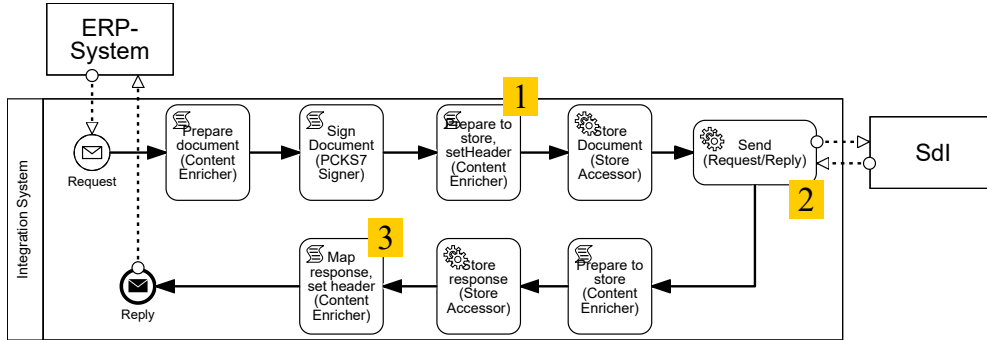 ERP-
System
Integration System
Request
Prepare
document
(Content
Enricher)
Sign
Document
(PCKS7
Signer)
1
Prepare to
store,
setHeader
(Content
Enricher)
Store
Document
(Store
Accessor)
Send
(Request/Reply)
2
SdI
Reply
3
Map
response,
set header
(Content
Enricher)
Store
response
(Store
Accessor)
Prepare to
store
(Content
Enricher)